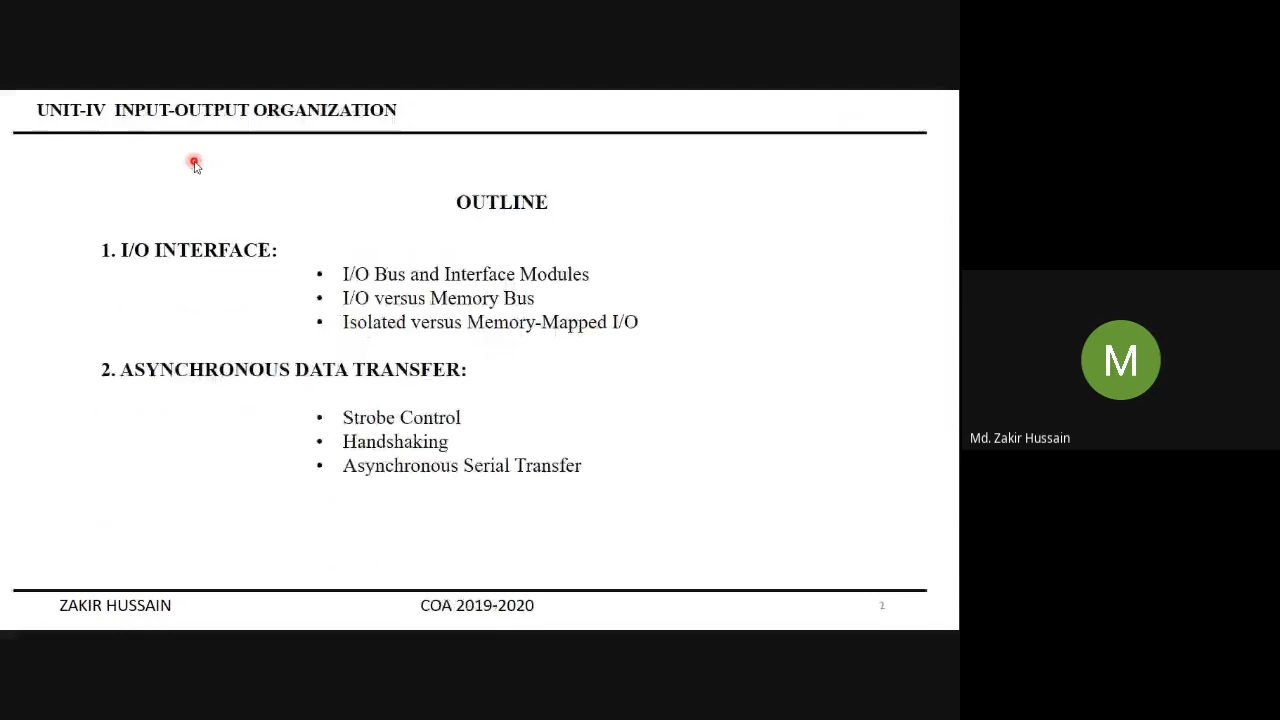 UNIT-IV INPUT-OUTPUT ORGANIZATION
OUTLINE
1. I/O INTERFACE:
• I/O Bus and Interface Modules
• I/O versus Memory Bus
• Isolated versus Memory-Mapped I/O
2. ASYNCHRONOUS DATA TRANSFER:
• Strobe Control
• Handshaking
• Asynchronous Serial Transfer
ZAKIR HUSSAIN COA 2019-2020 2
M
Md. Zakir Hussain